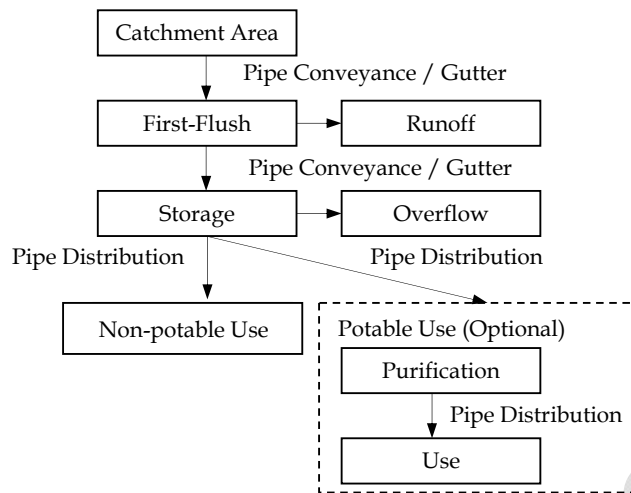 Catchment Area
Pipe Conveyance / Gutter
First-Flush
Runoff
Pipe Conveyance / Gutter
Storage
Overflow
Pipe Distribution
Pipe Distribution
Non-potable Use
Potable Use (Optional)
Purification
Pipe Distribution
Use